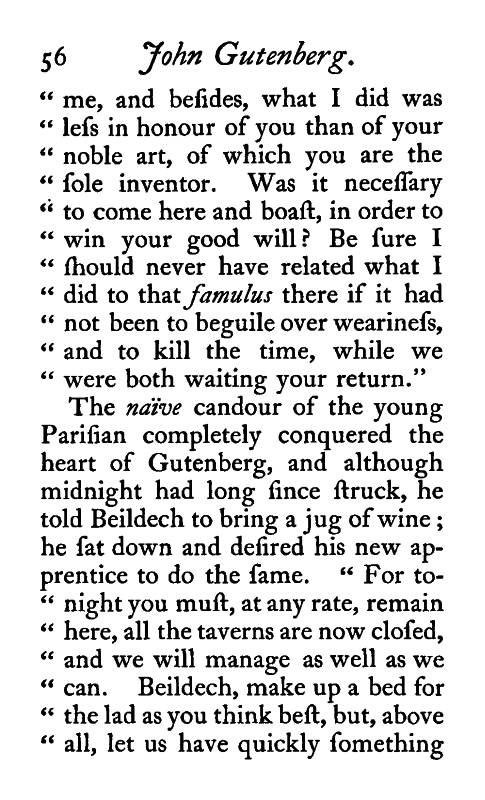 56 John Gutenberg.
“ me, and beſides, what I did was
“ leſs in honour of you than of your
“ noble art, of which you are the
“ ſole inventor. Was it neceſſary
“ to come here and boaſt, in order to
“ win your good will? Be ſure I
“ ſhould never have related what I
“ did to that famulus there if it had
“ not been to beguile over wearineſs,
“ and to kill the time, while we
“ were both waiting your return.”
The naïve candour of the young
Pariſian completely conquered the
heart of Gutenberg, and although
midnight had long ſince ſtruck, he
told Beildech to bring a jug of wine ;
he ſat down and deſired his new ap-
prentice to do the ſame. “ For to-
“ night you muſt, at any rate, remain
“ here, all the taverns are now cloſed,
“ and we will manage as well as we
“ can. Beildech, make up a bed for
“ the lad as you think beſt, but, above
“ all, let us have quickly ſomething